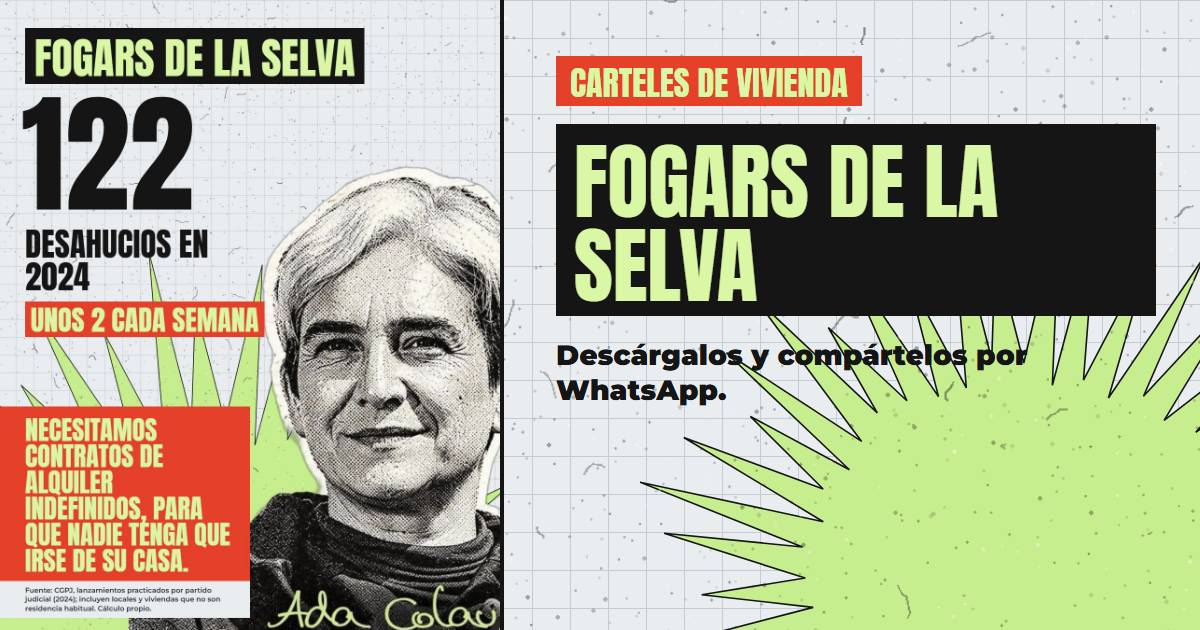 FOGARS DE LA SELVA
122
DESAHUCIOS EN
2024
UNOS 2 CADA SEMANA
NECESITAMOS
CONTRATOS DE
ALQUILER
INDEFINIDOS, PARA
QUE NADIE TENGA QUE
IRSE DE SU CASA.
Fuente: CGPJ, lanzamientos practicados por partido
judicial (2024); incluyen locales y viviendas que no son
residencia habitual. Cálculo propio.
Ada Colau
CARTELES DE VIVIENDA
FOGARS DE LA
SELVA
Descárgalos y compártelos por
WhatsApp.